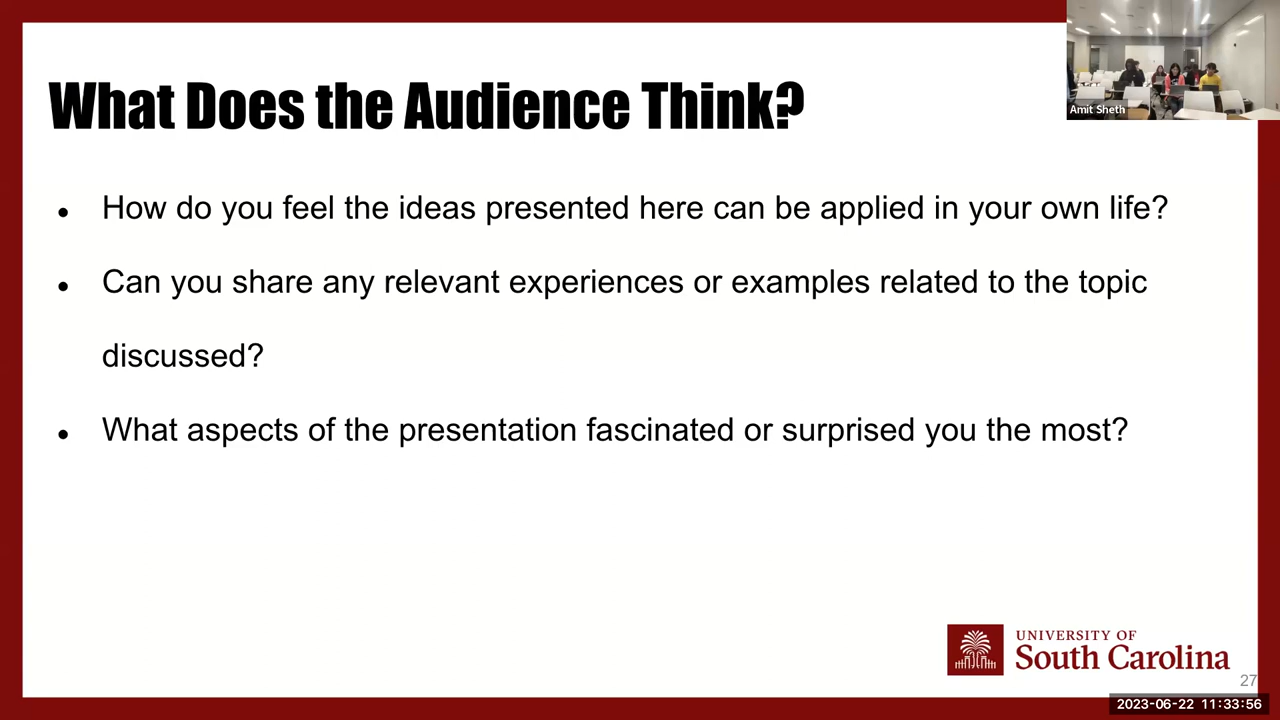 What Does the Audience Think?
Amit Sheth
● How do you feel the ideas presented here can be applied in your own life?
● Can you share any relevant experiences or examples related to the topic
discussed?
● What aspects of the presentation fascinated or surprised you the most?
UNIVERSITY OF
South Carolina
27
2023-06-22 11:33:56